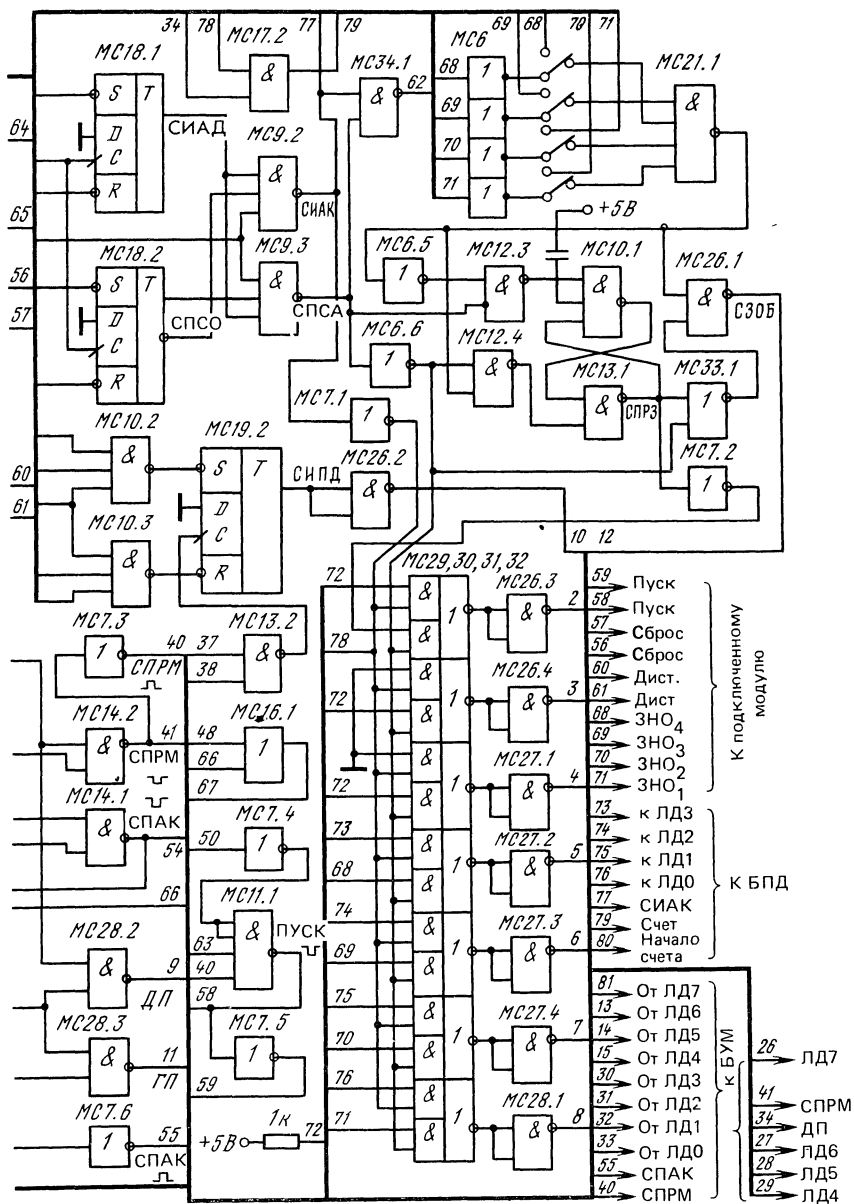 34 78 МС17.2 77 79 69 68 70 71
МС18.1 МС34.1 МС6 МС21.1
S T & & 62 68 1 &
64 D СИАД МС9.2 69 1
C & 70 1
R СИАК 71 1
65 +5В
МС18.2 МС9.3 МС6.5 МС12.3 МС10.1 МС26.1
56 S T & 1 & & &
57 D СПСО СПСА СЗОБ
C МС6.6 МС12.4 МС13.1 МС33.1
R 1 & & 1
МС7.1 СПРЗ
МС10.2 МС19.2 1 МС7.2
& S T СИПД МС26.2 1
60 D &
61 C
МС10.3 R 10 12
& МС29,30,31,32
72 & 1 МС26.3 2 59 Пуск
МС7.3 МС13.2 & & 58 Пуск
1 40 37 & 78 & 57 Сброс
СПРМ 38 & МС26.4 56 Сброс
72 & 1 & 3 60 Дист.
МС14.2 МС16.1 & 61 Дист
& 41 48 1 & МС27.1 68 ЗНО4
СПРМ 66 & 1 & 4 69 ЗНО3
67 72 & 70 ЗНО2
МС14.1 МС7.4 & МС27.2 71 ЗНО1
& СПАК 50 1 73 & 1 & 5 73 к ЛД3
54 68 & 74 к ЛД2
66 МС11.1 & МС27.3 75 к ЛД1
& ПУСК 74 & 1 & 6 76 к ЛД0
МС28.2 63 69 & 77 СИАК
& 9 40 & МС27.4 79 Счет
ДП 58 75 & 1 & 7 80 Начало счета
МС28.3 МС7.5 70 & 81 От ЛД7
& 11 1 & МС28.1 13 От ЛД6
ГП 59 76 & 1 & 8 14 От ЛД5
МС7.6 71 & 15 От ЛД4
1 55 +5В 1к 72 30 От ЛД3
СПАК 31 От ЛД2
32 От ЛД1
33 От ЛД0
55 СПАК
40 СПРМ
К подключенному модулю
К БПД
к БУМ
26 ЛД7
41 СПРМ
34 ДП
27 ЛД6
28 ЛД5
29 ЛД4